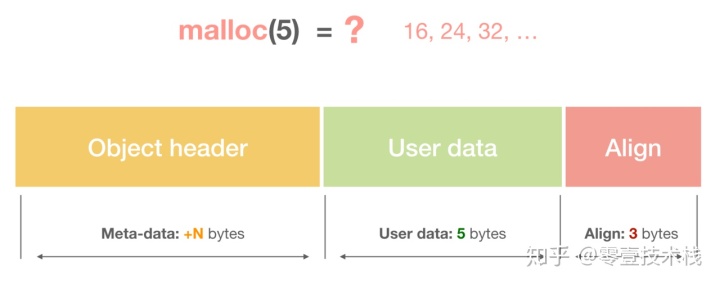 malloc(5) = ? 16, 24, 32, …
Object header User data Align
Meta-data: +N bytes User data: 5 bytes Align: 3 bytes
知乎 @零壹技术栈